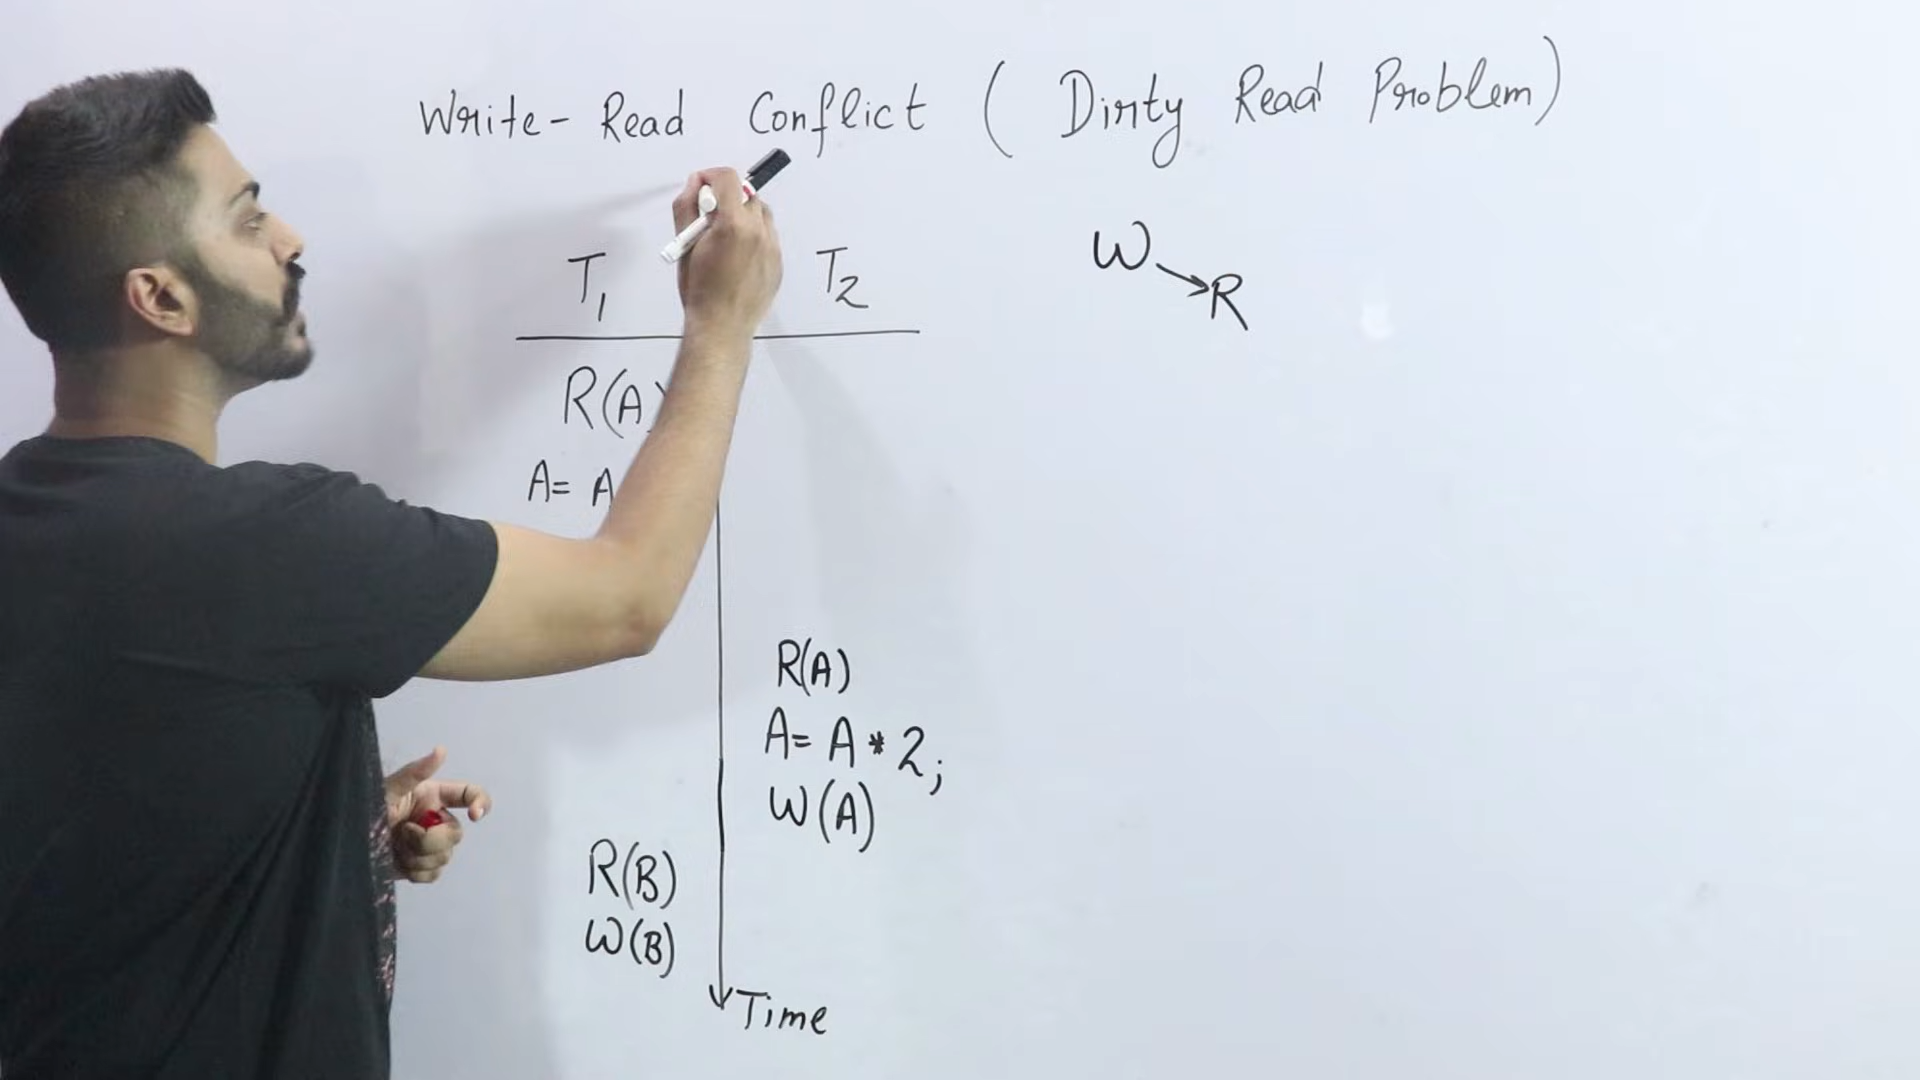 Write- Read Conflict ( Dirty Read Problem)
T1 T2
W→R
R(A)
A= A
R(A)
A= A * 2;
W(A)
R(B)
W(B)
Time